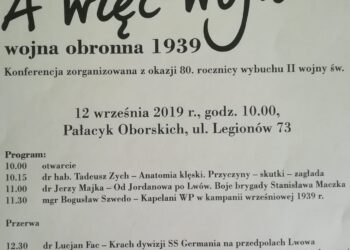 A więc wojna
wojna obronna 1939
Konferencja zorganizowana z okazji 80. rocznicy wybuchu II wojny św.
12 września 2019 r., godz. 10.00,
Pałacyk Oborskich, ul. Legionów 73
Program:
10.00 otwarcie
10.15 dr hab. Tadeusz Zych – Anatomia klęski. Przyczyny – skutki – zagłada
11.00 dr Jerzy Majka – Od Jordanowa po Lwów. Boje brygady Stanisława Maczka
11.30 mgr Bogusław Szwedo – Kapelani WP w kampanii wrześniowej 1939 r.
Przerwa
12.30 dr Lucjan Fac – Krach dywizji SS Germania na przedpolach Lwowa